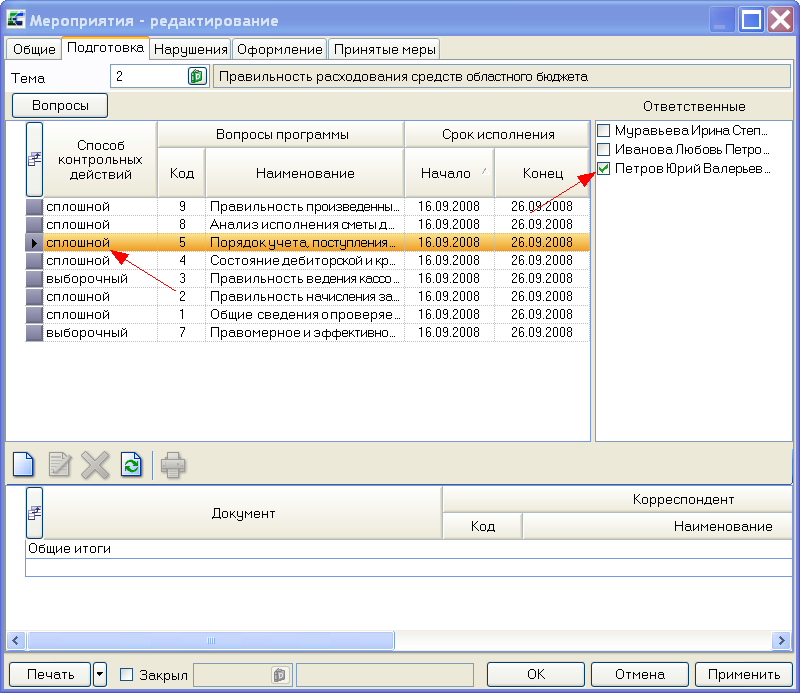 Мероприятия - редактирование
Общие Подготовка Нарушения Оформление Принятые меры
Тема 2 Правильность расходования средств областного бюджета
Вопросы Ответственные
Способ контрольных действий Вопросы программы Срок исполнения
Код Наименование Начало Конец
сплошной 9 Правильность произведенны... 16.09.2008 26.09.2008
сплошной 8 Анализ исполнения сметы д... 16.09.2008 26.09.2008
сплошной 5 Порядок учета, поступления... 16.09.2008 26.09.2008
сплошной 4 Состояние дебиторской и кр... 16.09.2008 26.09.2008
выборочный 3 Правильность ведения кассо... 16.09.2008 26.09.2008
сплошной 2 Правильность начисления за... 16.09.2008 26.09.2008
сплошной 1 Общие сведения о проверяе... 16.09.2008 26.09.2008
выборочный 7 Правомерное и эффективно... 16.09.2008 26.09.2008
Муравьева Ирина Степ...
Иванова Любовь Петро...
Петров Юрий Валерьев...
Документ Корреспондент
Код Наименование
Общие итоги
Печать Закрыл ОК Отмена Применить